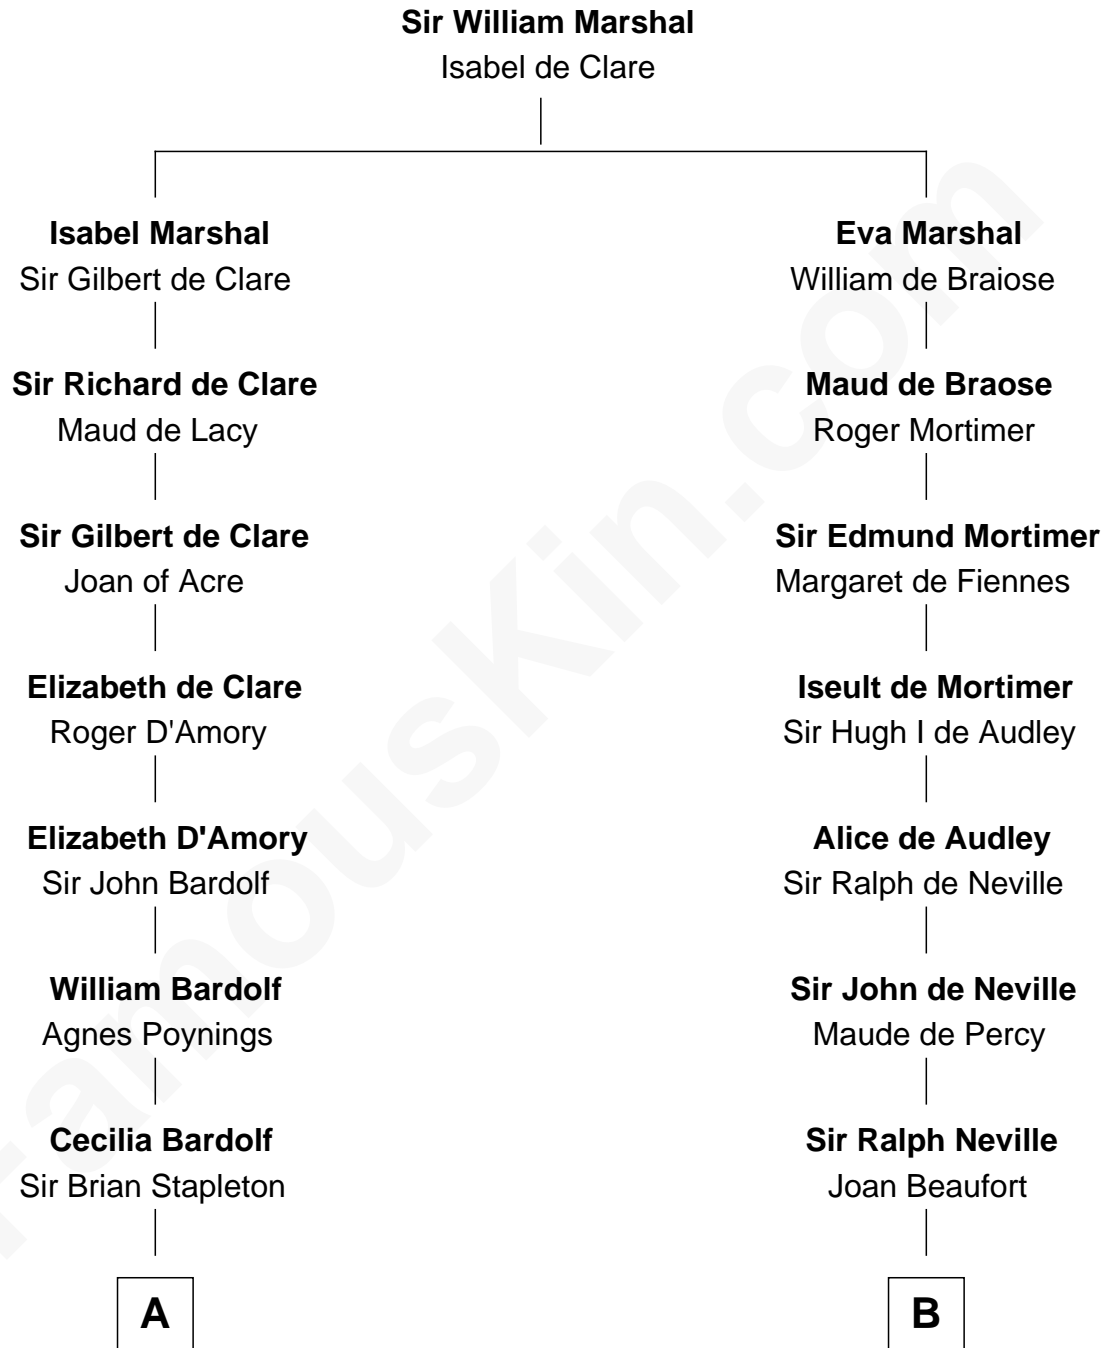 Sir William Marshal
Isabel de Clare
Isabel Marshal
Sir Gilbert de Clare
Eva Marshal
William de Braiose
Sir Richard de Clare
Maud de Lacy
Maud de Braose
Roger Mortimer
Sir Gilbert de Clare
Joan of Acre
Sir Edmund Mortimer
Margaret de Fiennes
Elizabeth de Clare
Roger D'Amory
Iseult de Mortimer
Sir Hugh I de Audley
Elizabeth D'Amory
Sir John Bardolf
Alice de Audley
Sir Ralph de Neville
William Bardolf
Agnes Poynings
Sir John de Neville
Maude de Percy
Cecilia Bardolf
Sir Brian Stapleton
Sir Ralph Neville
Joan Beaufort
A
B
FamousKin.com